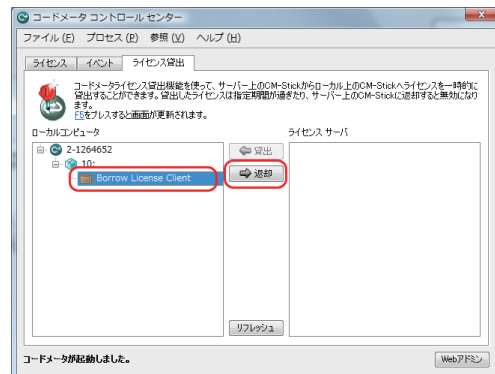 コードメータ コントロール センター
ファイル (F) プロセス (P) 参照 (V) ヘルプ (H)
ライセンス イベント ライセンス貸出
コードメータライセンス貸出機能を使って、サーバー上のCM-Stickからローカル上のCM-Stickへライセンスを一時的に
貸出することができます。貸出したライセンスは指定期間が過ぎたり、サーバー上のCM-Stickに返却すると無効になり
ます。
F5をプレスすると画面が更新されます。
ローカルコンピュータ ライセンス サーバ
2-1264652 貸出
10: 返却
Borrow License Client
リフレッシュ
コードメータが起動しました。 Webアドミン